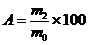 A = m₂/m₀ × 100